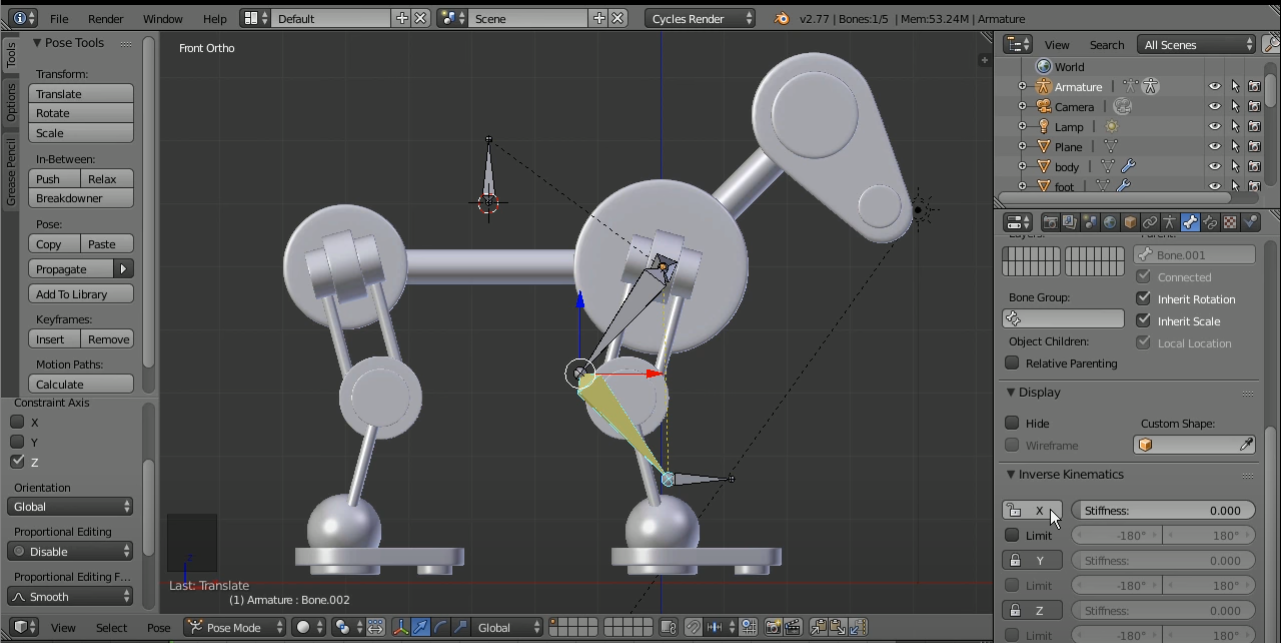 File Render Window Help Default Scene Cycles Render v2.77 | Bones:1/5 | Mem:53.24M | Armature
Tools
Options
Grease Pencil
Pose Tools
Transform:
Translate
Rotate
Scale
In-Between:
Push Relax
Breakdowner
Pose:
Copy Paste
Propagate
Add To Library
Keyframes:
Insert Remove
Motion Paths:
Calculate
Constraint Axis
X
Y
Z
Orientation
Global
Proportional Editing
Disable
Proportional Editing F...
Smooth
Front Ortho
Last: Translate
(1) Armature : Bone.002
View Select Pose Pose Mode Global
View Search All Scenes
World
Armature
Camera
Lamp
Plane
body
foot
Layers: Parent:
Bone.001
Connected
Bone Group: Inherit Rotation
Inherit Scale
Object Children: Local Location
Relative Parenting
Display
Hide Custom Shape:
Wireframe
Inverse Kinematics
X Stiffness: 0.000
Limit -180° 180°
Y Stiffness: 0.000
Limit -180° 180°
Z Stiffness: 0.000
Limit -180° 180°